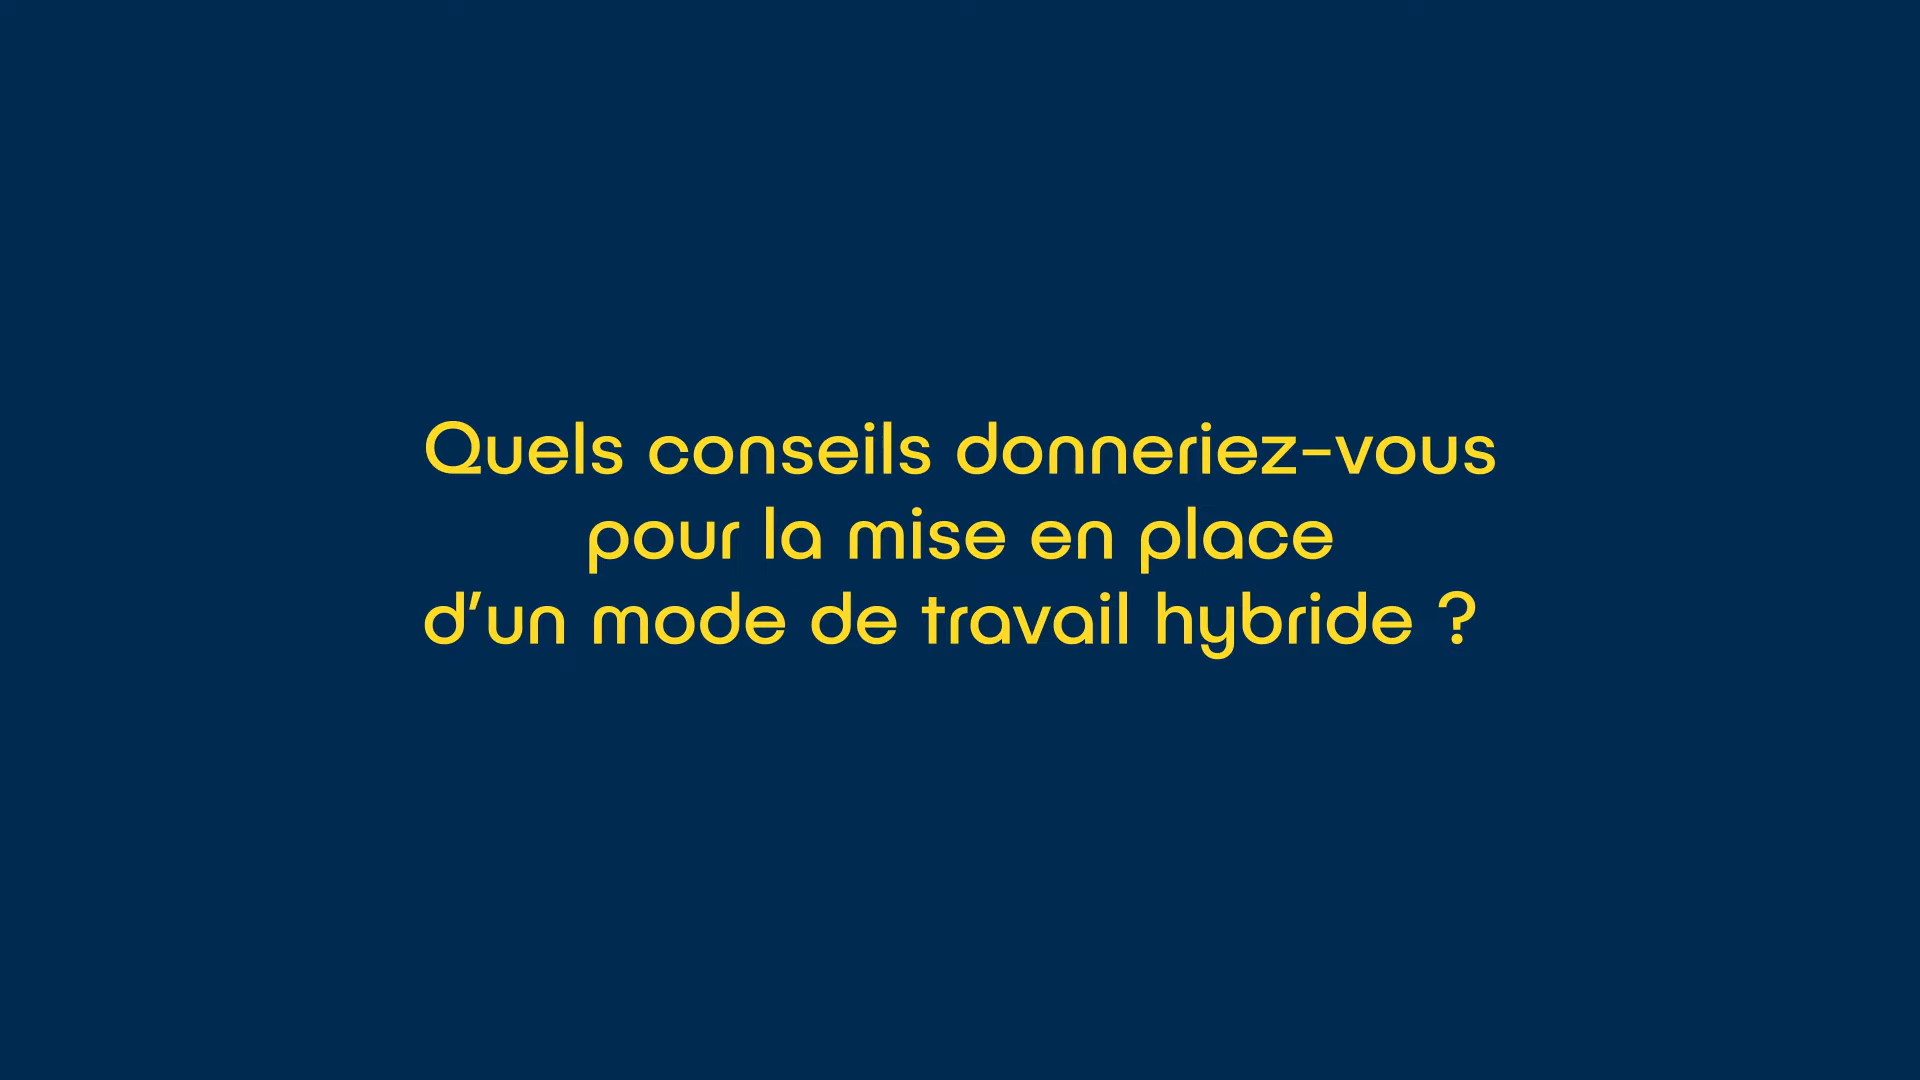 Quels conseils donneriez-vous
pour la mise en place
d’un mode de travail hybride ?